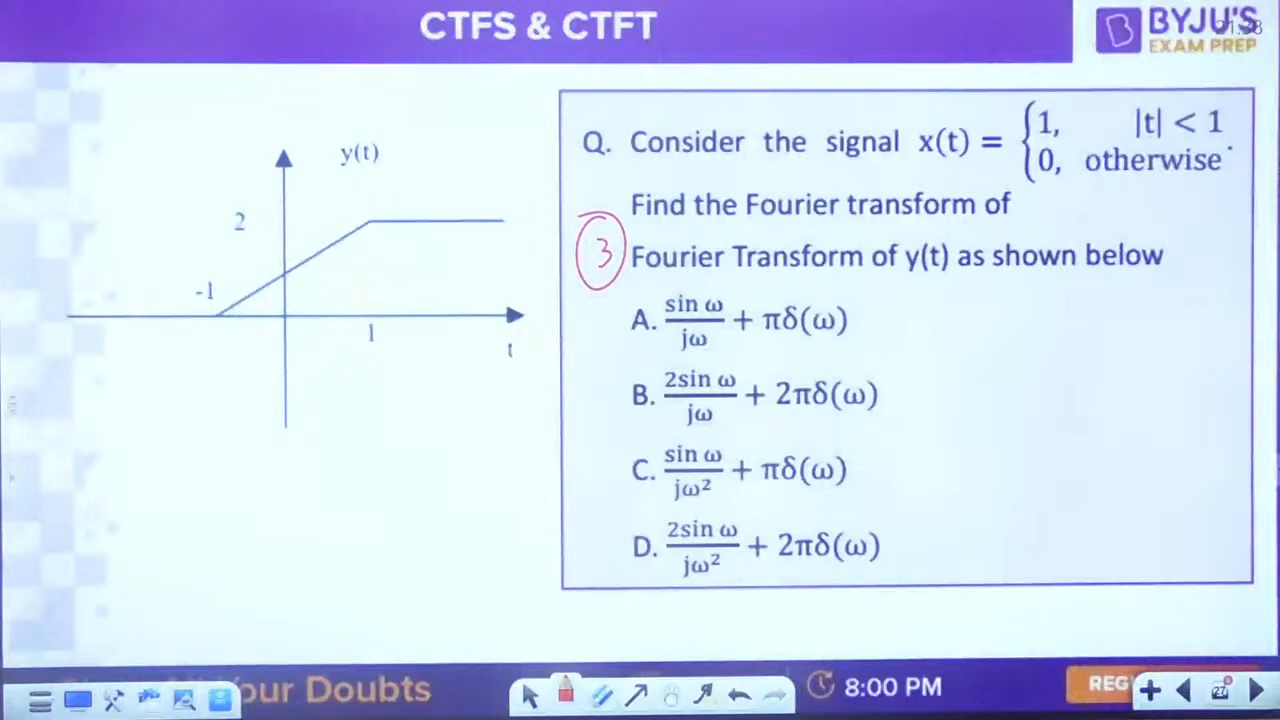 CTFS & CTFT
BYJU'S
EXAM PREP
y(t)
2
-1
1
t
Q. Consider the signal x(t) = {1, |t| < 1
0, otherwise .
Find the Fourier transform of
3
Fourier Transform of y(t) as shown below
A. sin ω/jω + πδ(ω)
B. 2sin ω/jω + 2πδ(ω)
C. sin ω/jω² + πδ(ω)
D. 2sin ω/jω² + 2πδ(ω)
our Doubts
8:00 PM
REG
27